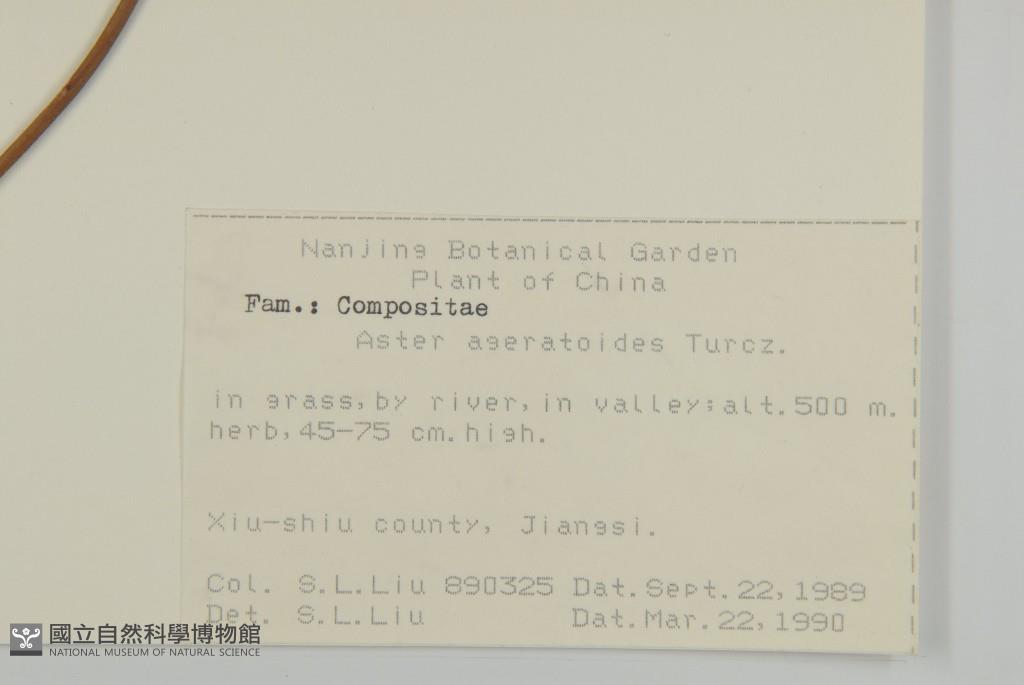 Nanjing Botanical Garden
Plant of China
Fam.: Compositae
Aster ageratoides Turcz.
in grass, by river, in valley; alt. 500 m.
herb, 45-75 cm. high.
Xiu-shiu county, Jiangsi.
Col. S.L.Liu 890325 Dat. Sept. 22, 1989
Det. S.L.Liu Dat. Mar. 22, 1990
國立自然科學博物館
NATIONAL MUSEUM OF NATURAL SCIENCE